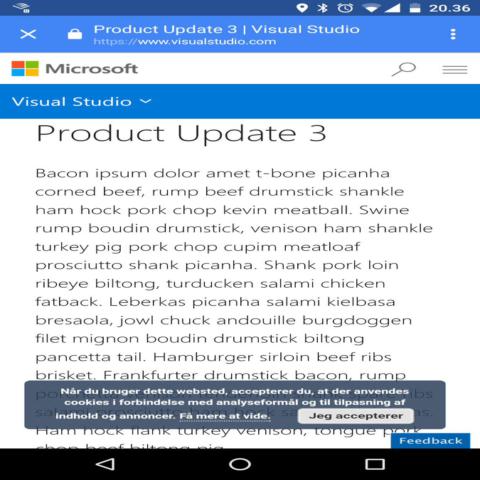 20.36
Product Update 3 | Visual Studio
https://www.visualstudio.com
Microsoft
Visual Studio
Product Update 3
Bacon ipsum dolor amet t-bone picanha
corned beef, rump beef drumstick shankle
ham hock pork chop kevin meatball. Swine
rump boudin drumstick, venison ham shankle
turkey pig pork chop cupim meatloaf
prosciutto shank picanha. Shank pork loin
ribeye biltong, turducken salami chicken
fatback. Leberkas picanha salami kielbasa
bresaola, jowl chuck andouille burgdoggen
filet mignon boudin drumstick biltong
pancetta tail. Hamburger sirloin beef ribs
brisket. Frankfurter drumstick bacon, rump
Når du bruger dette websted, accepterer du, at der anvendes
cookies i forbindelse med analyseformål og til tilpasning af
indhold og annoncer. Få mere at vide. Jeg accepterer
Ham hock flank turkey venison, tongue pork
Feedback
chop beef biltong pig